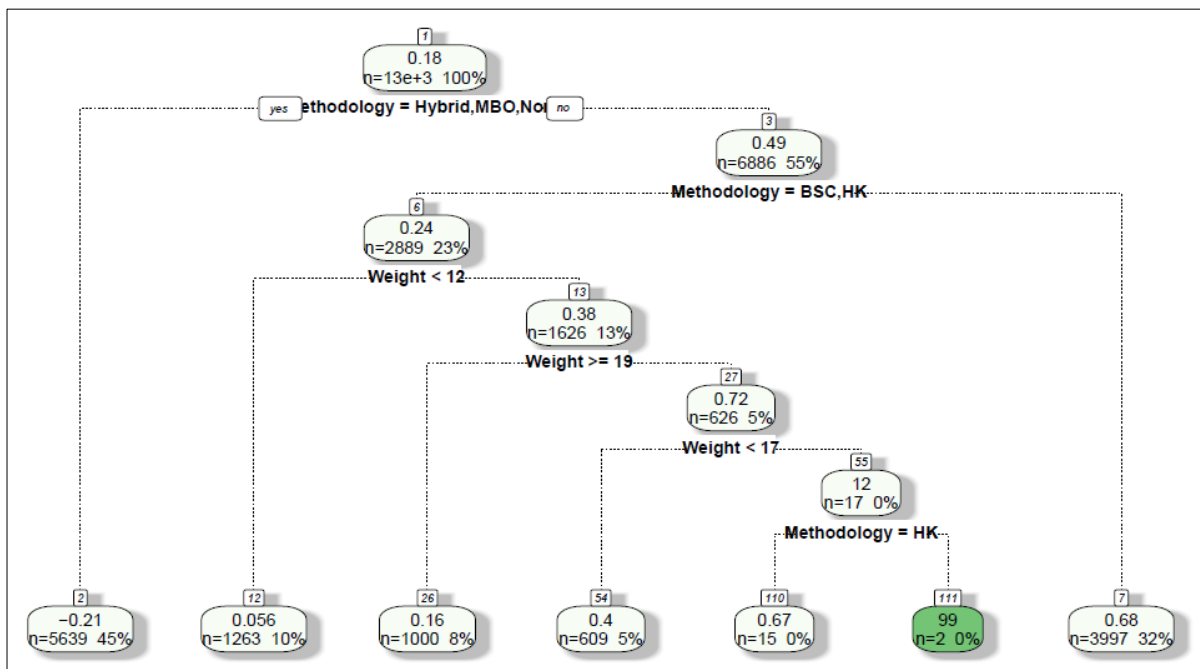 1
0.18
n=13e+3 100%
yes ethodology = Hybrid,MBO,Non no
3
0.49
n=6886 55%
Methodology = BSC,HK
6
0.24
n=2889 23%
Weight < 12
13
0.38
n=1626 13%
Weight >= 19
27
0.72
n=626 5%
Weight < 17
55
12
n=17 0%
Methodology = HK
2
−0.21
n=5639 45%
12
0.056
n=1263 10%
26
0.16
n=1000 8%
54
0.4
n=609 5%
110
0.67
n=15 0%
111
99
n=2 0%
7
0.68
n=3997 32%